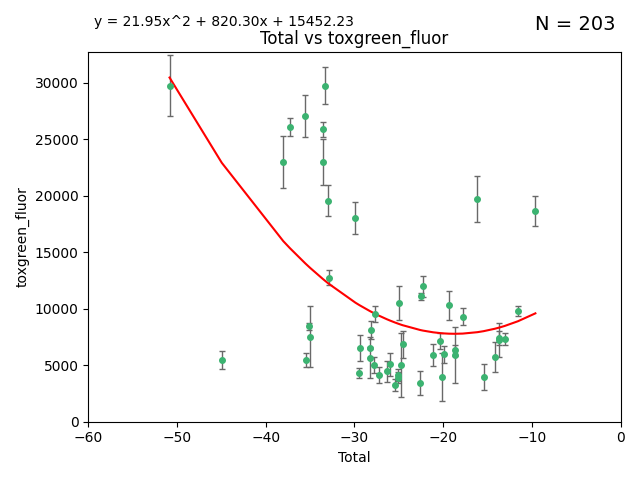 y = 21.95x^2 + 820.30x + 15452.23
N = 203
Total vs toxgreen_fluor
30000
25000
20000
15000
10000
5000
0
toxgreen_fluor
−60 −50 −40 −30 −20 −10 0
Total